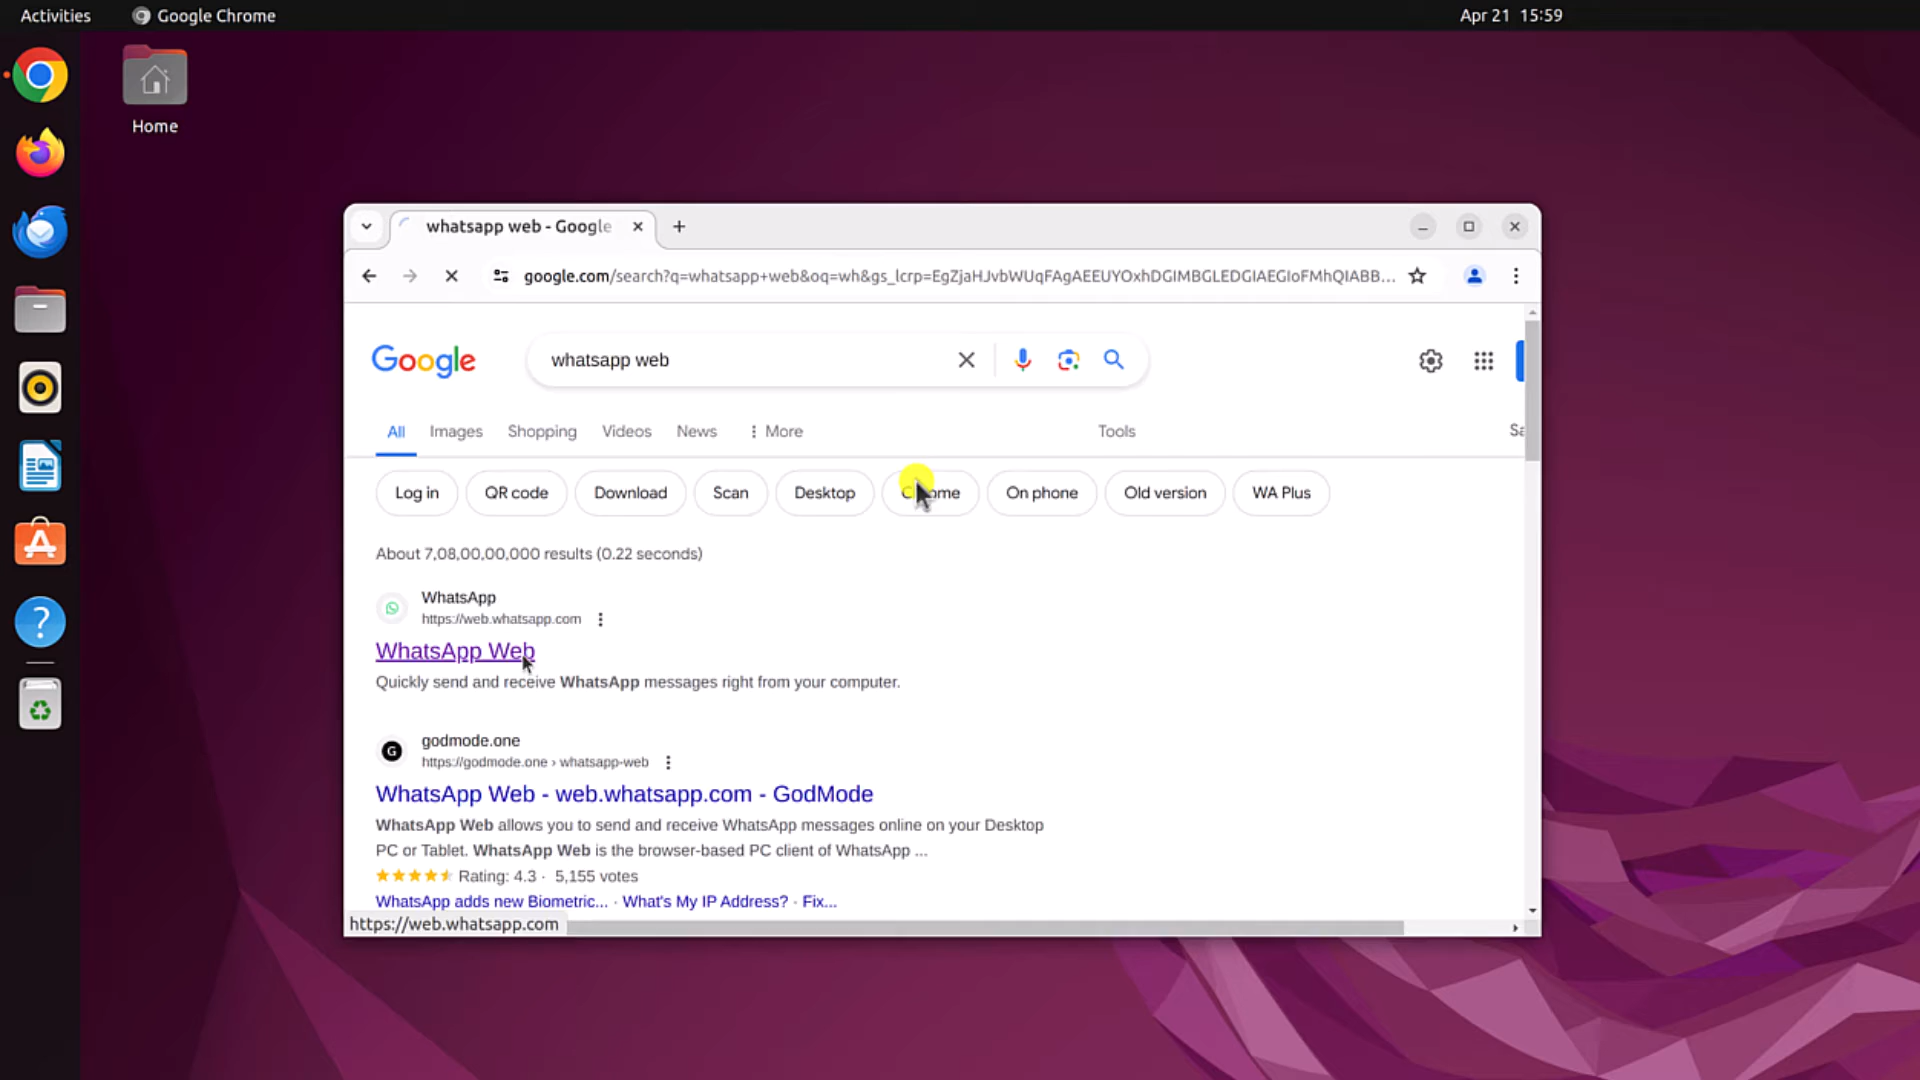 Activities
Google Chrome
Apr 21 15:59
Home
whatsapp web - Google
google.com/search?q=whatsapp+web&oq=wh&gs_lcrp=EgZjaHJvbWUqFAgAEEUYOxhDGIMBGLEDGIAEGIoFMhQIABB...
Google
whatsapp web
All
Images
Shopping
Videos
News
More
Tools
Log in
QR code
Download
Scan
Desktop
On phone
Old version
WA Plus
About 7,08,00,00,000 results (0.22 seconds)
WhatsApp
https://web.whatsapp.com
WhatsApp Web
Quickly send and receive WhatsApp messages right from your computer.
G
godmode.one
https://godmode.one › whatsapp-web
WhatsApp Web - web.whatsapp.com - GodMode
WhatsApp Web allows you to send and receive WhatsApp messages online on your Desktop
PC or Tablet. WhatsApp Web is the browser-based PC client of WhatsApp ...
Rating: 4.3 · 5,155 votes
WhatsApp adds new Biometric... · What's My IP Address? · Fix...
https://web.whatsapp.com